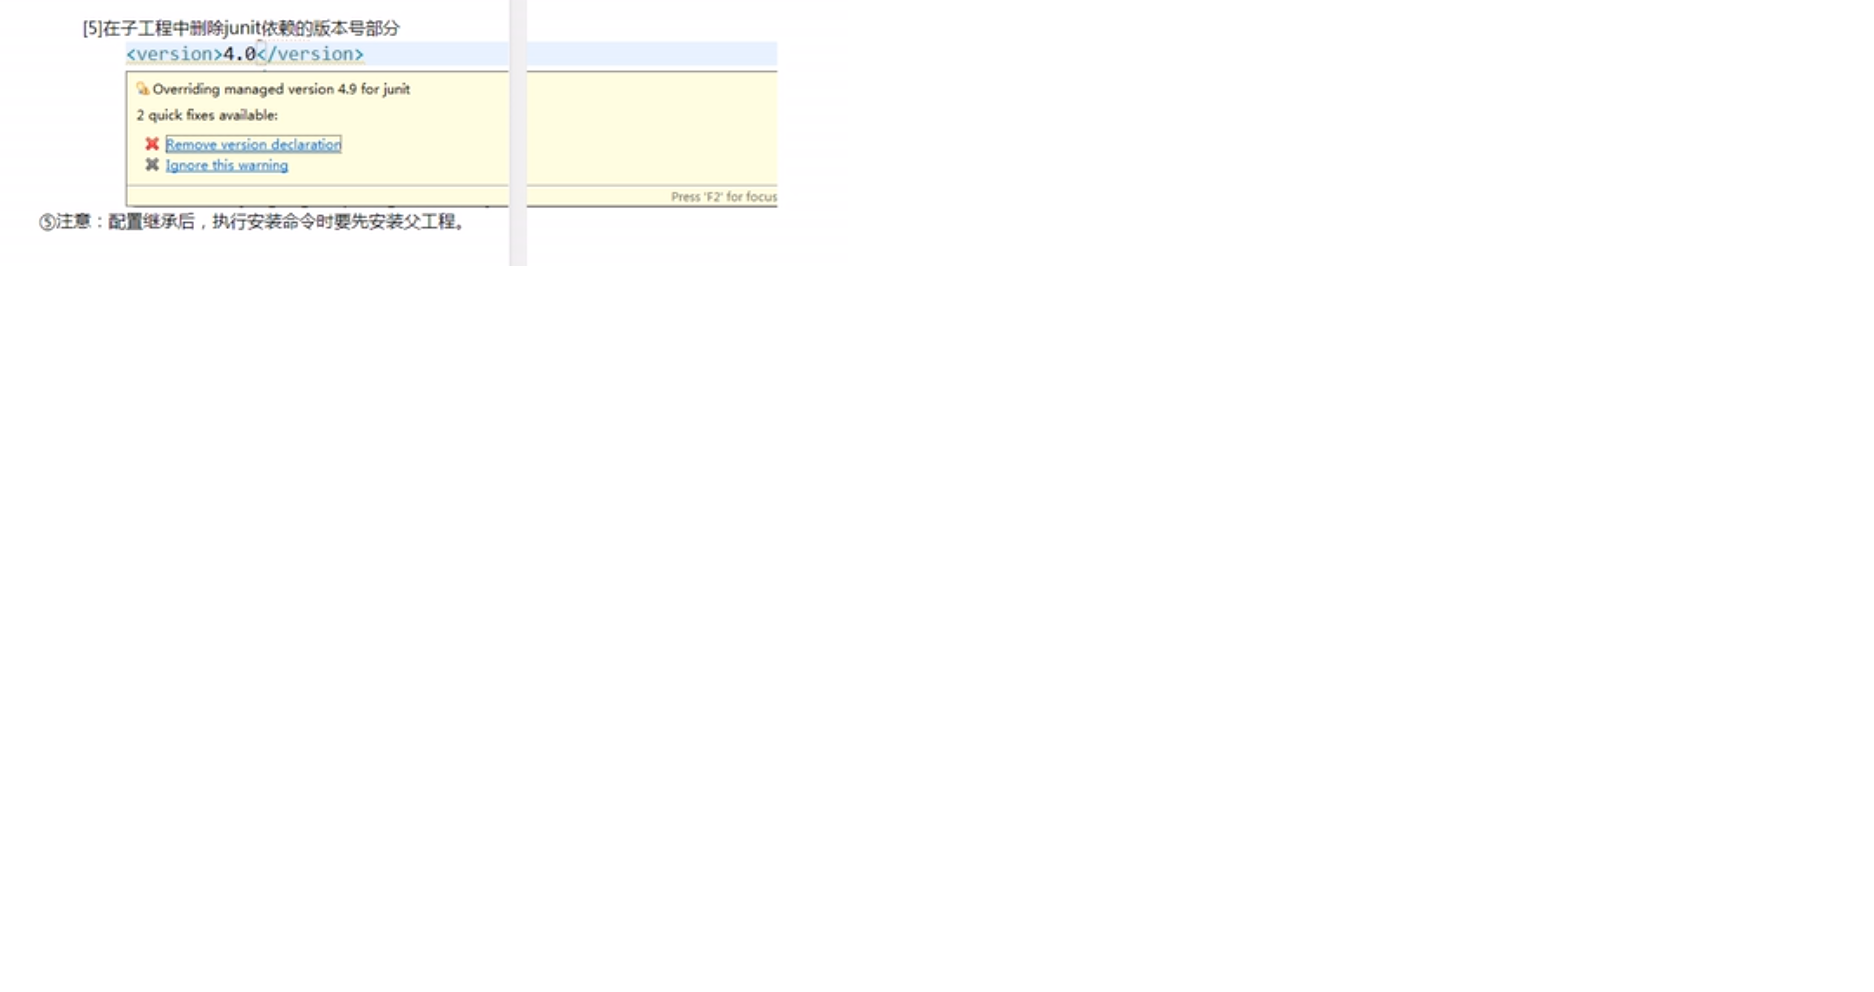 [5]在子工程中删除junit依赖的版本号部分
<version>4.0</version>
Overriding managed version 4.9 for junit
2 quick fixes available:
Remove version declaration
Ignore this warning
Press 'F2' for focus
⑤注意：配置继承后，执行安装命令时要先安装父工程。